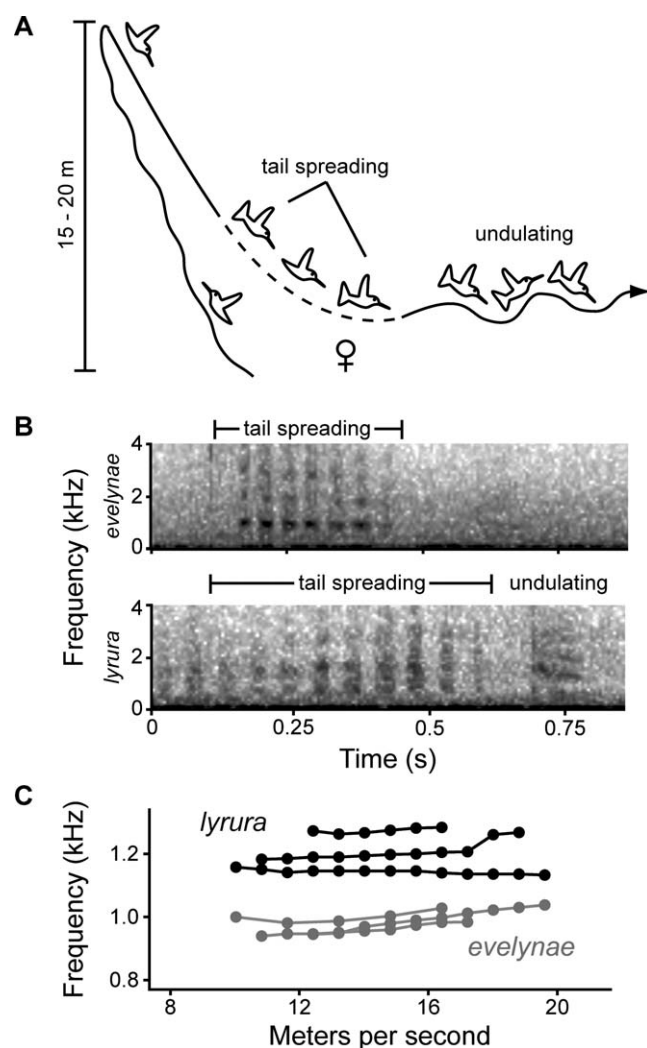 A
15 - 20 m
tail spreading
undulating
♀
B
tail spreading
Frequency (kHz)
evelynae
4
2
0
tail spreading
undulating
lyrura
4
2
0
0
0.25
0.5
0.75
Time (s)
C
Frequency (kHz)
lyrura
1.2
1.0
evelynae
0.8
8
12
16
20
Meters per second